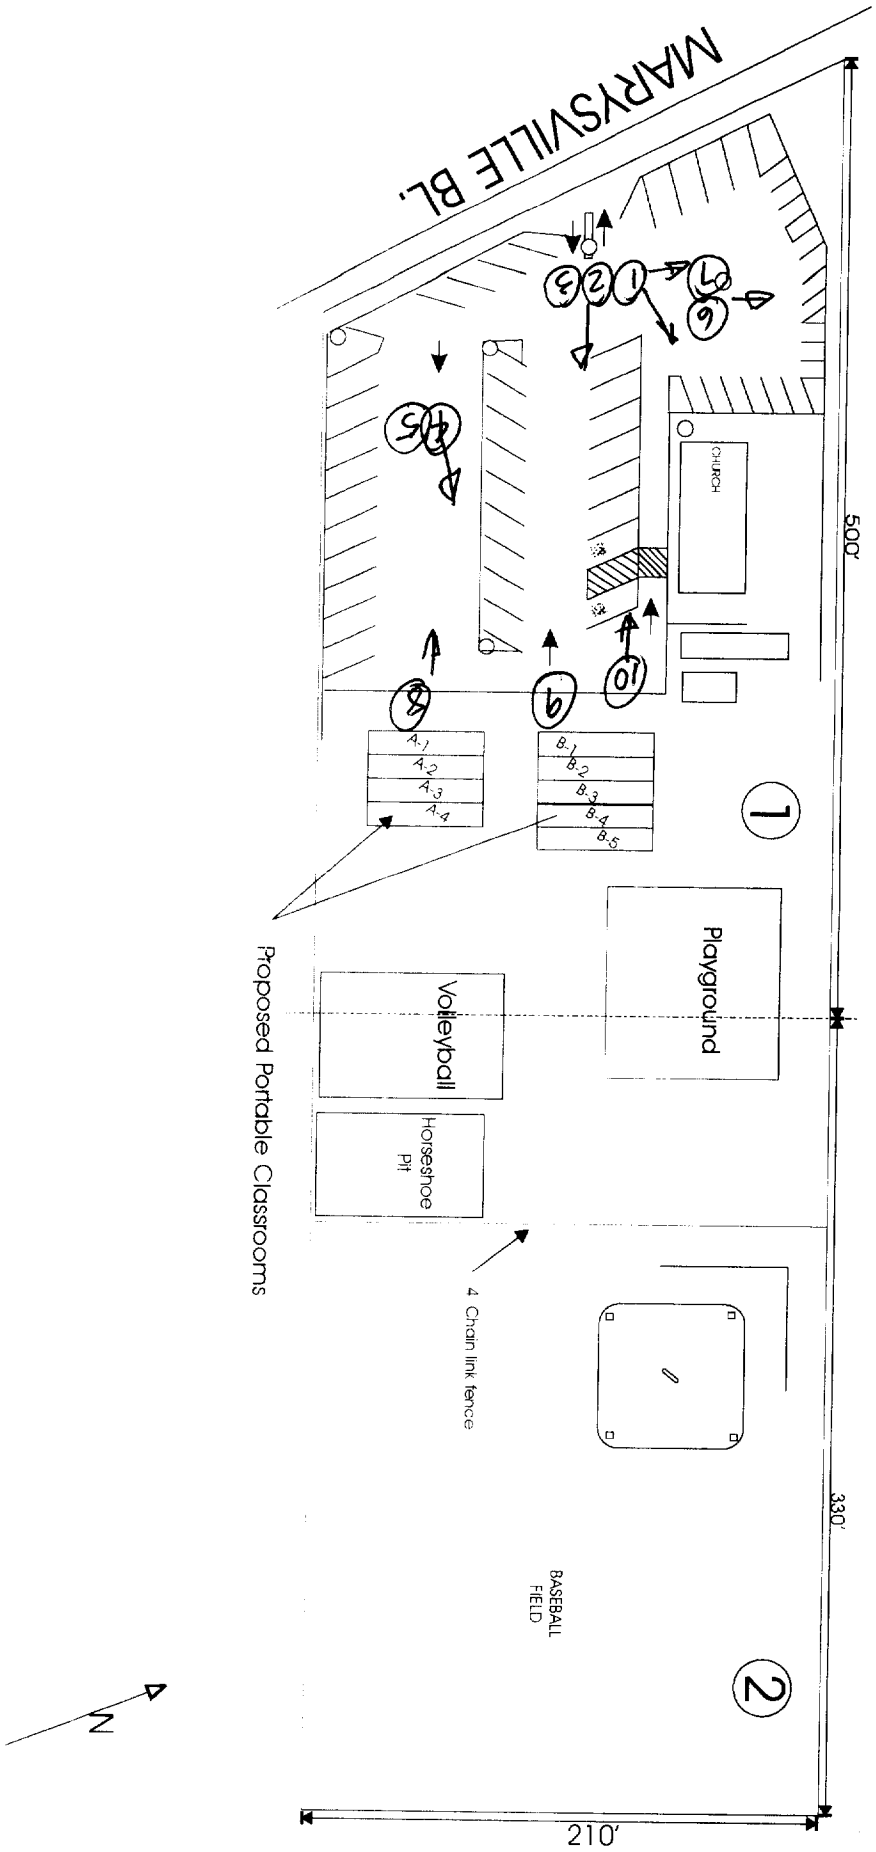 MARYSVILLE BL.
3
2
1
7
6
5
4
CHURCH
500'
8
9
10
A-1
A-2
A-3
A-4
B-1
B-2
B-3
B-4
B-5
1
Playground
Volleyball
Horseshoe
Pit
Proposed Portable Classrooms
4 Chain link fence
330'
BASEBALL
FIELD
2
N
210'